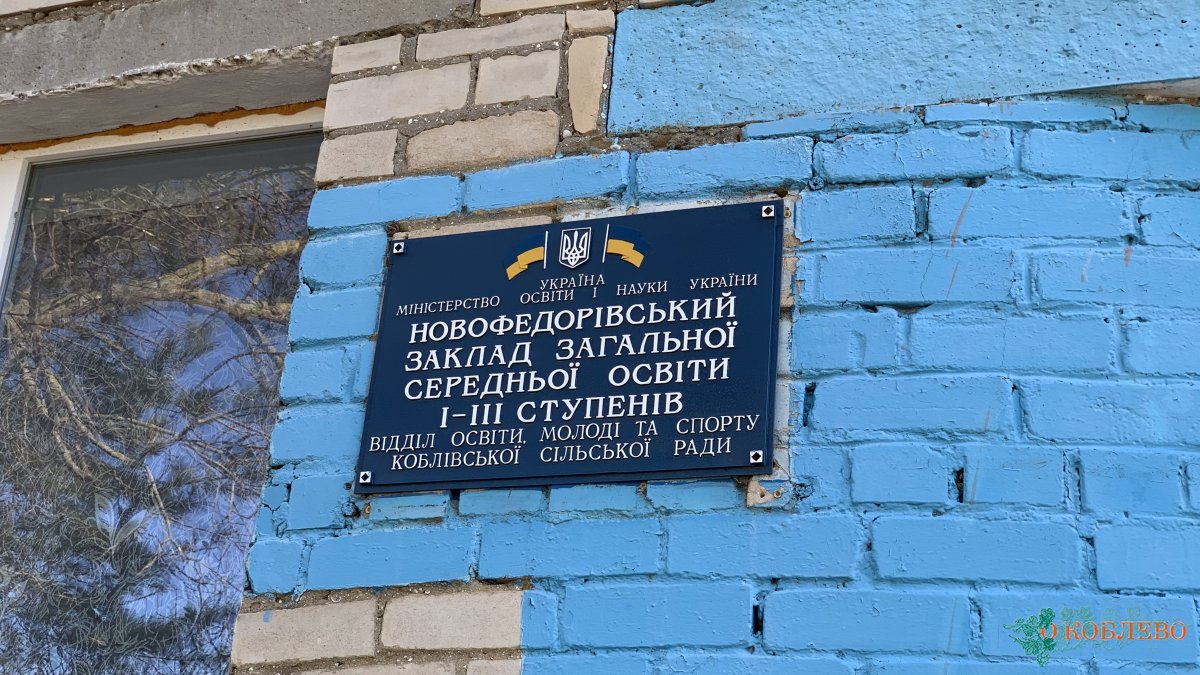 УКРАЇНА
МІНІСТЕРСТВО ОСВІТИ І НАУКИ УКРАЇНИ
НОВОФЕДОРІВСЬКИЙ
ЗАКЛАД ЗАГАЛЬНОЇ
СЕРЕДНЬОЇ ОСВІТИ
І-ІІІ СТУПЕНІВ
ВІДДІЛ ОСВІТИ, МОЛОДІ ТА СПОРТУ
КОБЛІВСЬКОЇ СІЛЬСЬКОЇ РАДИ
О КОБЛЕВО